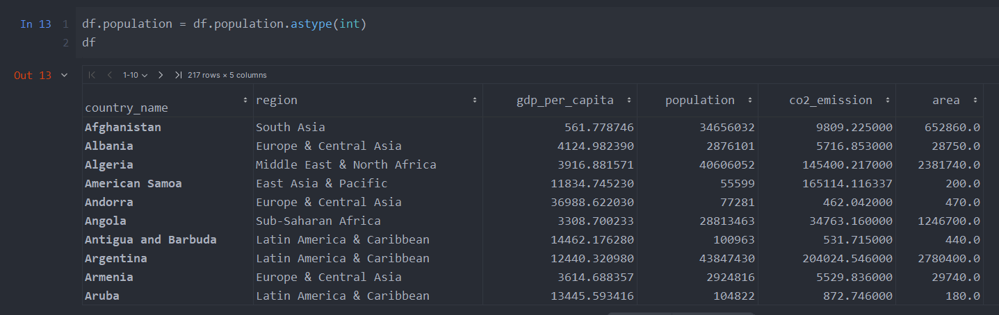 In 13 1 df.population = df.population.astype(int)
2 df
Out 13 1-10 217 rows × 5 columns
country_name region gdp_per_capita population co2_emission area
Afghanistan South Asia 561.778746 34656032 9809.225000 652860.0
Albania Europe & Central Asia 4124.982390 2876101 5716.853000 28750.0
Algeria Middle East & North Africa 3916.881571 40606052 145400.217000 2381740.0
American Samoa East Asia & Pacific 11834.745230 55599 165114.116337 200.0
Andorra Europe & Central Asia 36988.622030 77281 462.042000 470.0
Angola Sub-Saharan Africa 3308.700233 28813463 34763.160000 1246700.0
Antigua and Barbuda Latin America & Caribbean 14462.176280 100963 531.715000 440.0
Argentina Latin America & Caribbean 12440.320980 43847430 204024.546000 2780400.0
Armenia Europe & Central Asia 3614.688357 2924816 5529.836000 29740.0
Aruba Latin America & Caribbean 13445.593416 104822 872.746000 180.0